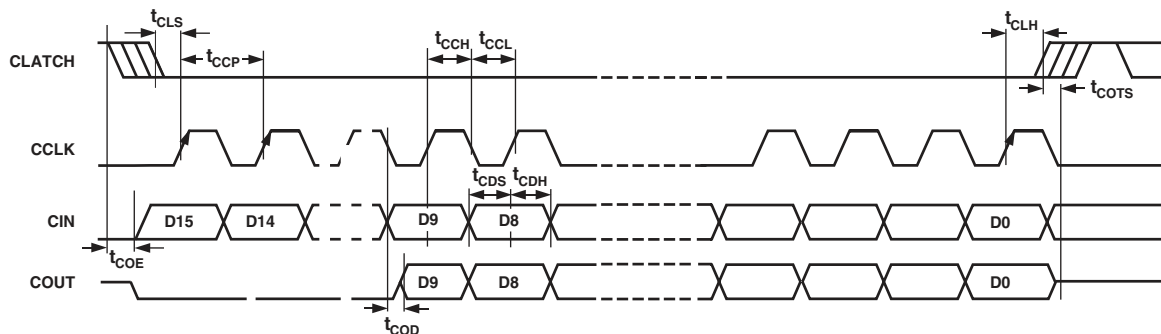 tCLS
tCCH
tCCL
tCLH
CLATCH
tCCP
tCOTS
CCLK
tCDS
tCDH
CIN
D15
D14
D9
D8
D0
tCOE
COUT
D9
D8
D0
tCOD